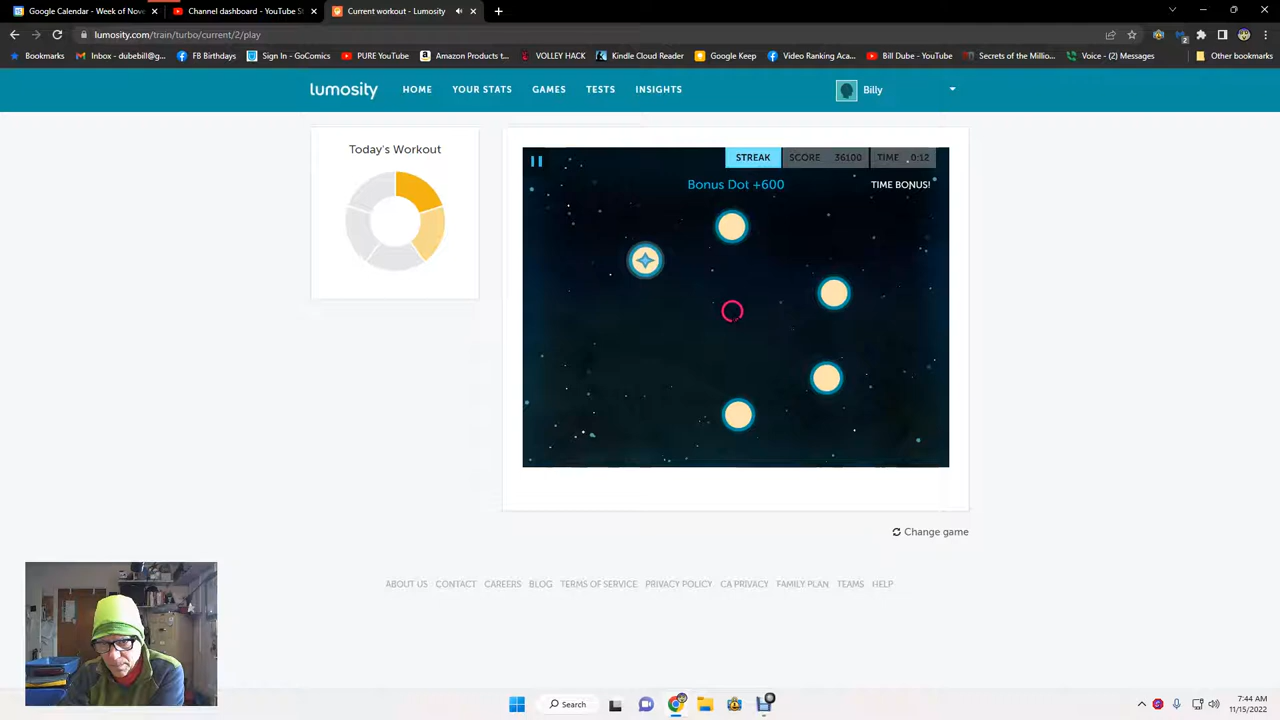 Google Calendar - Week of Nove
Channel dashboard - YouTube St
Current workout - Lumosity
lumosity.com/train/turbo/current/2/play
Bookmarks
Inbox - dubebill@gm
FB Birthdays
Sign In - GoComics
PURE YouTube
Amazon Products t...
VOLLEY HACK
Kindle Cloud Reader
Google Keep
Video Ranking Aca...
Bill Dube - YouTube
Secrets of the Millio...
Voice - (2) Messages
Other bookmarks
lumosity
HOME
YOUR STATS
GAMES
TESTS
INSIGHTS
Billy
Today's Workout
STREAK
SCORE 36100
TIME 0:12
Bonus Dot +600
TIME BONUS!
Change game
ABOUT US
CONTACT
CAREERS
BLOG
TERMS OF SERVICE
PRIVACY POLICY
CA PRIVACY
FAMILY PLAN
TEAMS
HELP
Search
7:44 AM
11/15/2022